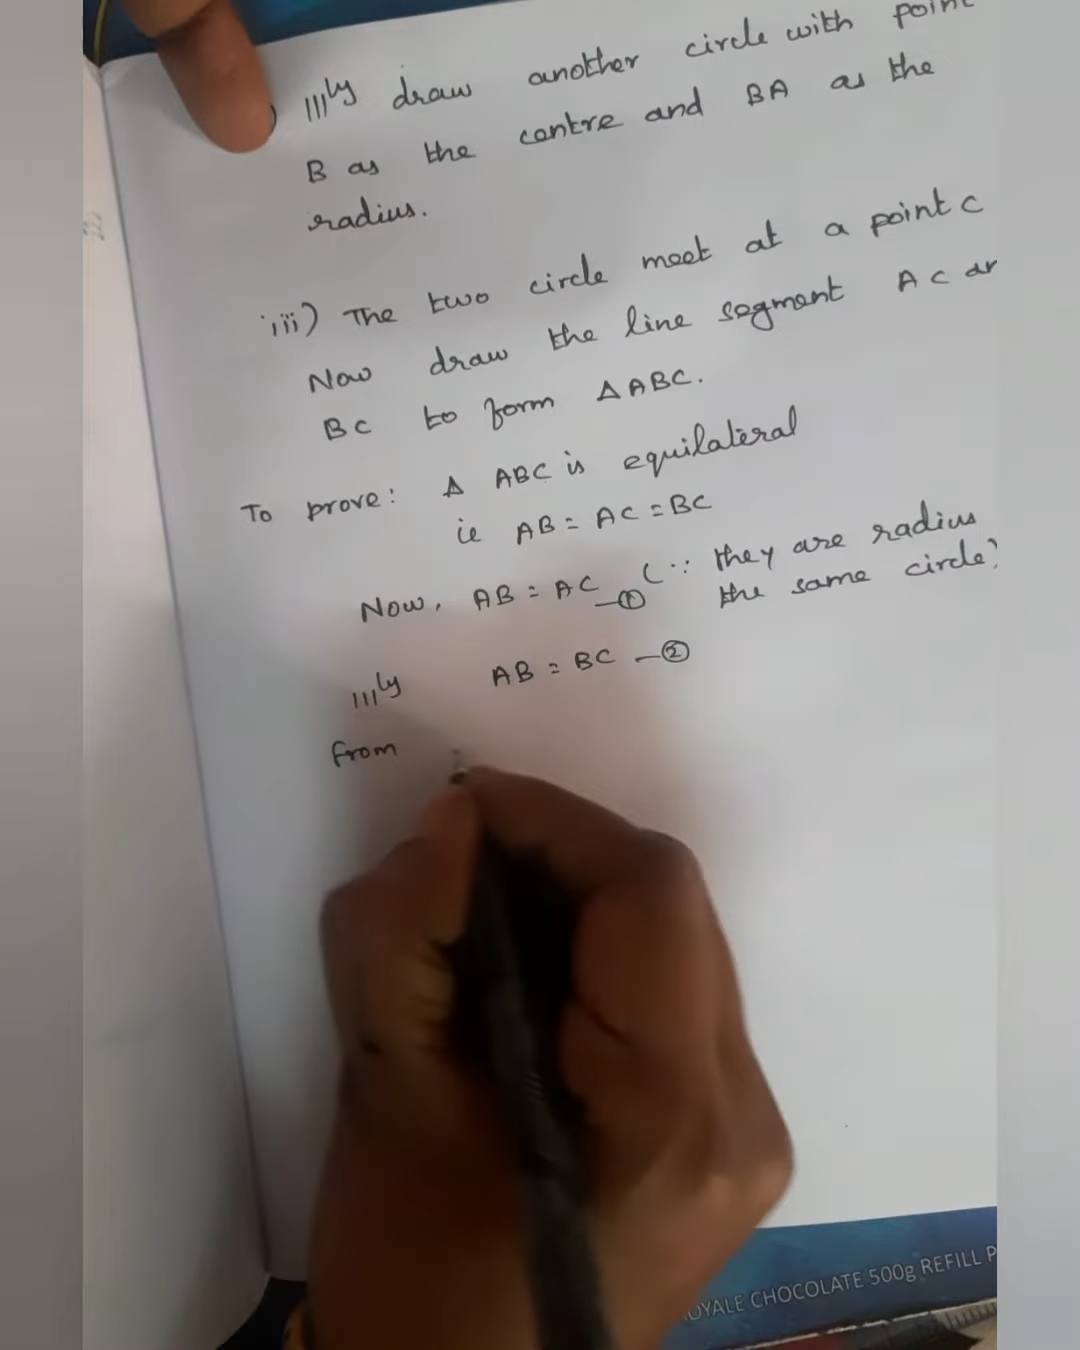 ) |||ly draw another circle with point
B as the centre and BA as the
radius.
iii) The two circle meet at a point C
Now draw the line segment AC an
BC to form ΔABC.
To prove: Δ ABC is equilateral
ie AB = AC = BC
Now, AB = AC —① (∵ they are radius
the same circle)
|||ly AB = BC —②
from
OYALE CHOCOLATE 500g REFILL P